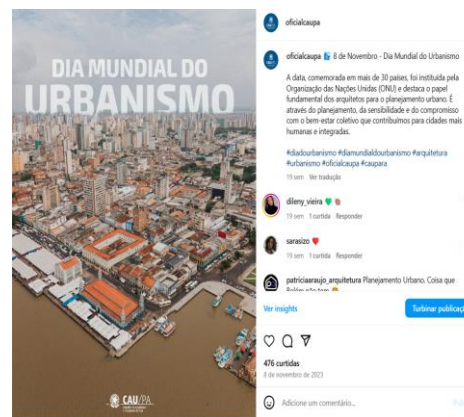 DIA MUNDIAL DO
URBANISMO
CAU/PA
oficialcaupa
oficialcaupa 8 de Novembro - Dia Mundial do Urbanismo
A data, comemorada em mais de 30 países, foi instituída pela
Organização das Nações Unidas (ONU) e destaca o papel
fundamental dos arquitetos para o planejamento urbano. É
através do planejamento, da sensibilidade e do compromisso
com o bem-estar coletivo que contribuímos para cidades mais
humanas e integradas.
#diadourbanismo #diamundialdourbanismo #arquitetura
#urbanismo #oficialcaupa #caupara
19 sem Ver tradução
dileny_vieira
19 sem 1 curtida Responder
sarasizo
19 sem 1 curtida Responder
patriciaaraujo_arquitetura Planejamento Urbano. Coisa que
Ver insights
Turbinar publicaç
476 curtidas
8 de novembro de 2023
Adicione um comentário...